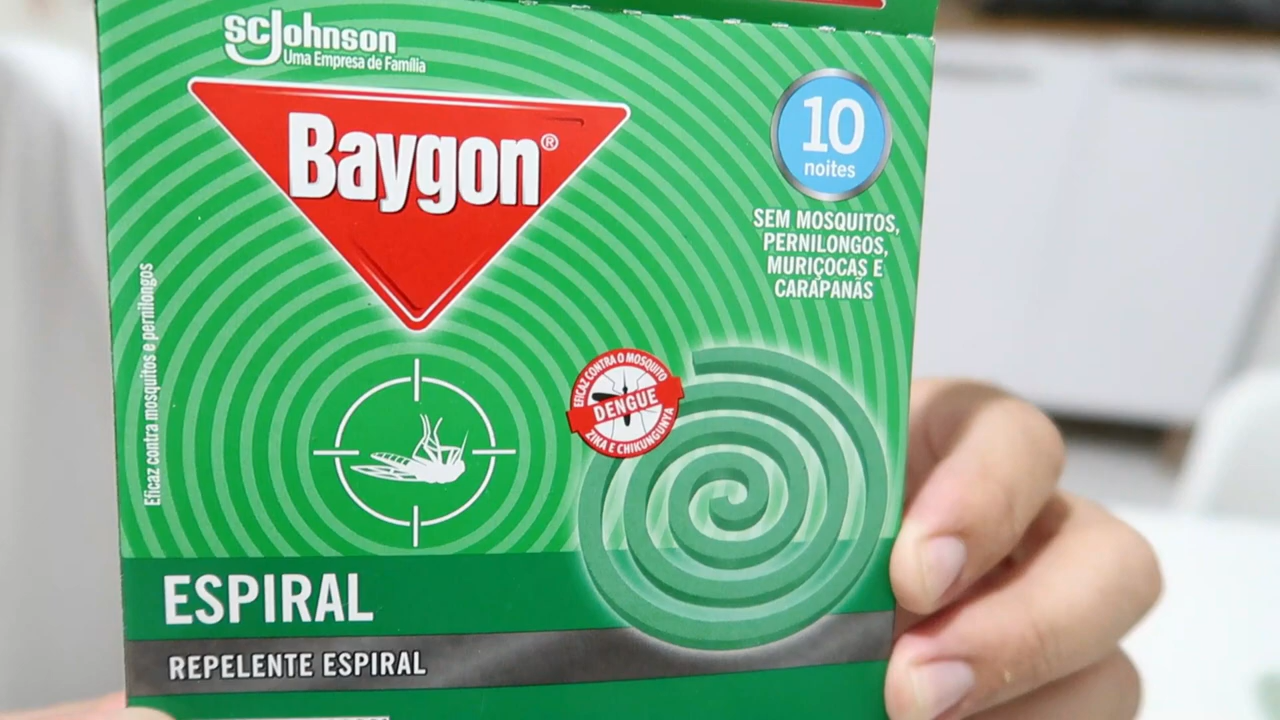 scjohnson
Uma Empresa de Família
Baygon®
10
noites
SEM MOSQUITOS,
PERNILONGOS,
MURIÇOCAS E
CARAPANÃS
Eficaz contra mosquitos e pernilongos
EFICAZ CONTRA O MOSQUITO
DENGUE
ZIKA E CHIKUNGUNYA
ESPIRAL
REPELENTE ESPIRAL